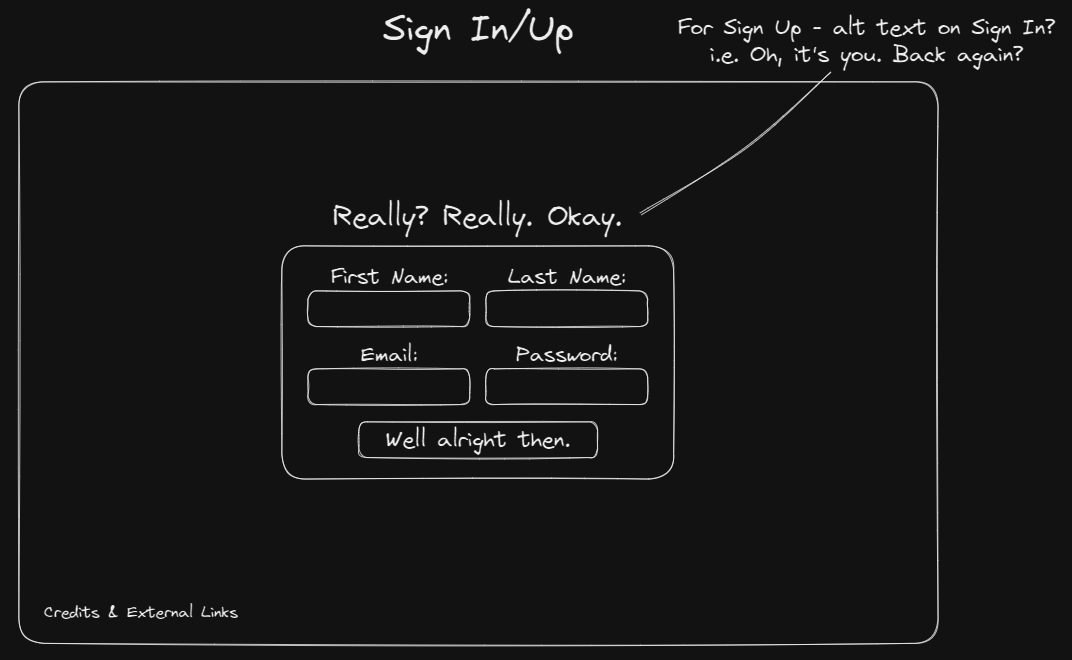 Sign In/Up
For Sign Up - alt text on Sign In?
i.e. Oh, it's you. Back again?
Really? Really. Okay.
First Name:
Last Name:
Email:
Password:
Well alright then.
Credits & External Links